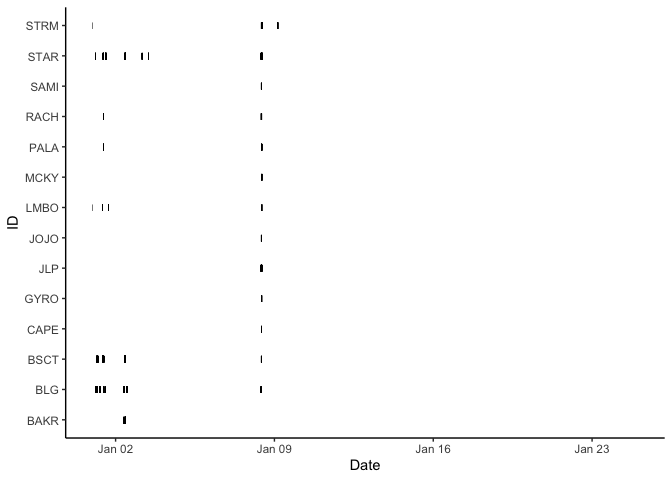 STRM
STAR
SAMI
RACH
PALA
MCKY
LMBO
JOJO
JLP
GYRO
CAPE
BSCT
BLG
BAKR
ID
Jan 02 Jan 09 Jan 16 Jan 23
Date